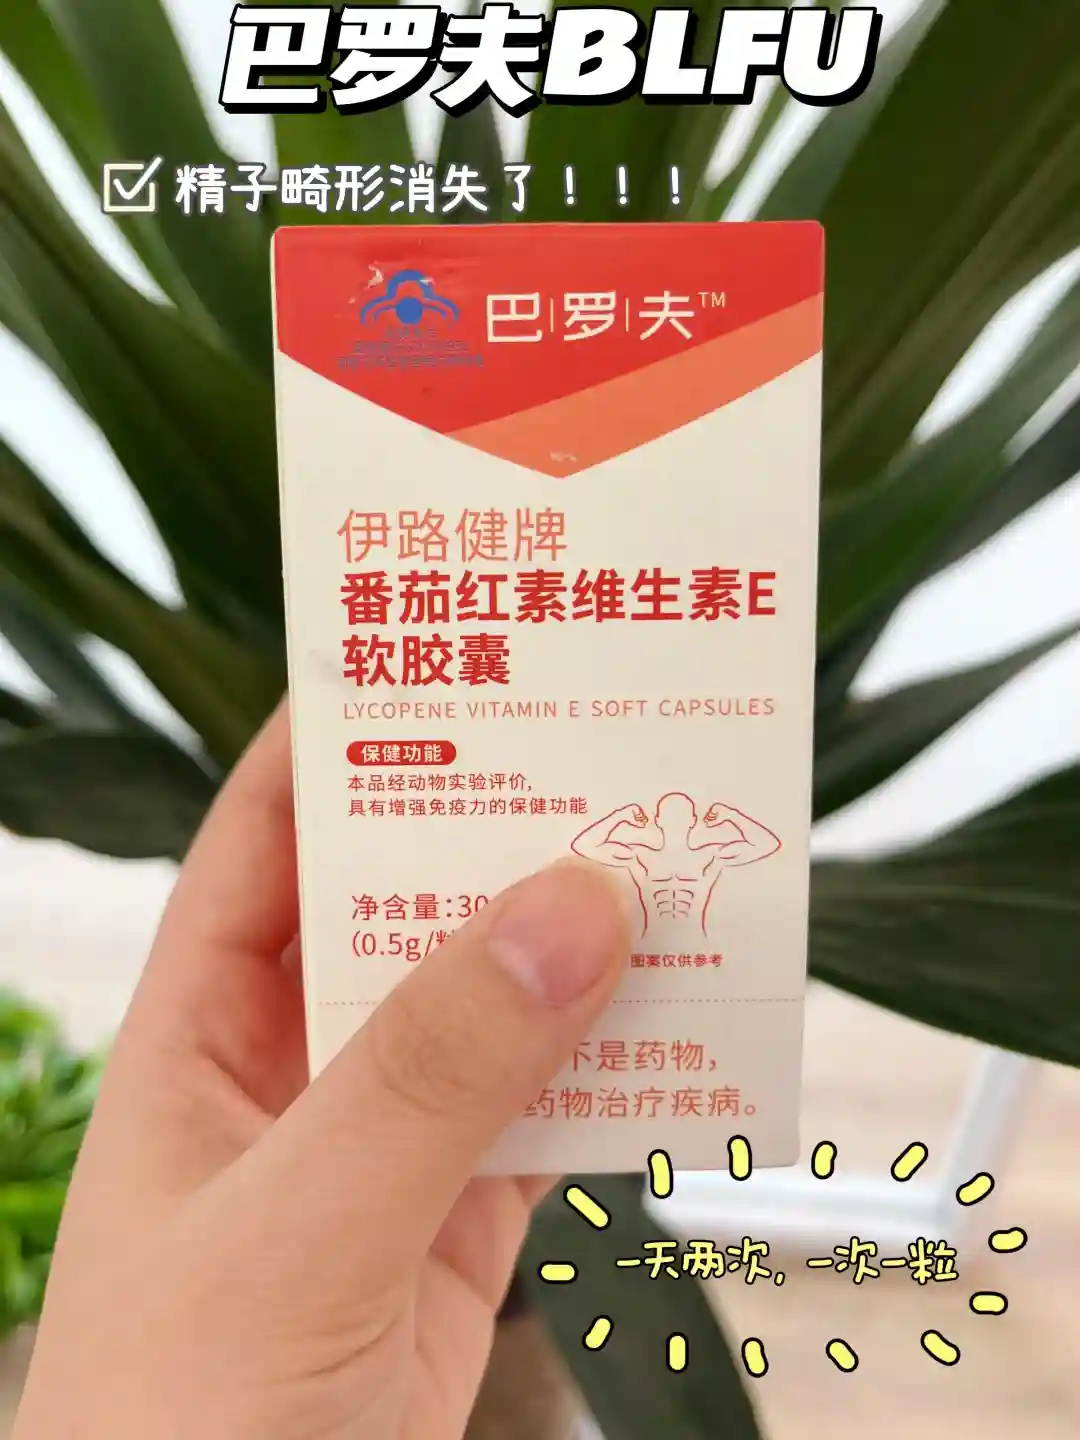 巴罗夫BLFU
精子畸形消失了！！！
巴罗夫™
伊路健牌
番茄红素维生素E
软胶囊
LYCOPENE VITAMIN E SOFT CAPSULES
保健功能
本品经动物实验评价,
具有增强免疫力的保健功能
净含量:30
(0.5g/
图案仅供参考
不是药物,
药物治疗疾病。
一天两次, 一次一粒